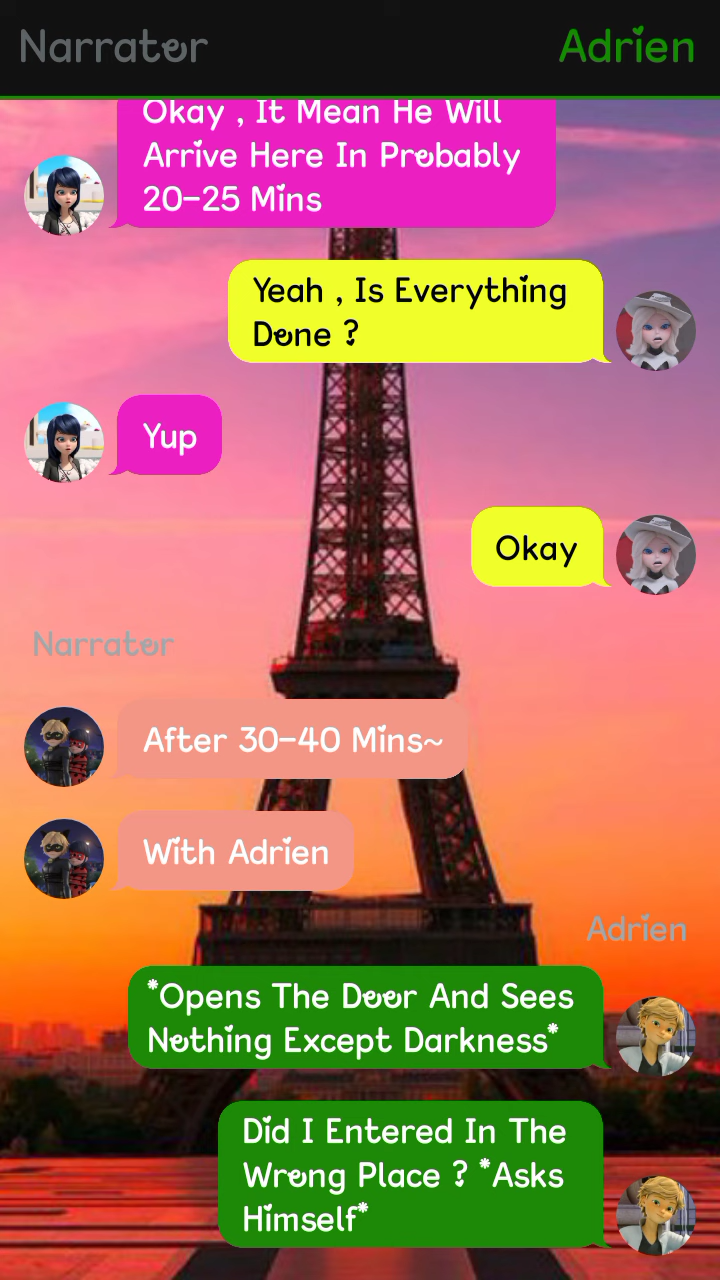 Narrator
Adrien
Okay , It Mean He Will
Arrive Here In Probably
20-25 Mins
Yeah , Is Everything
Done ?
Yup
Okay
Narrator
After 30-40 Mins~
With Adrien
Adrien
*Opens The Door And Sees
Nothing Except Darkness*
Did I Entered In The
Wrong Place ? *Asks
Himself*